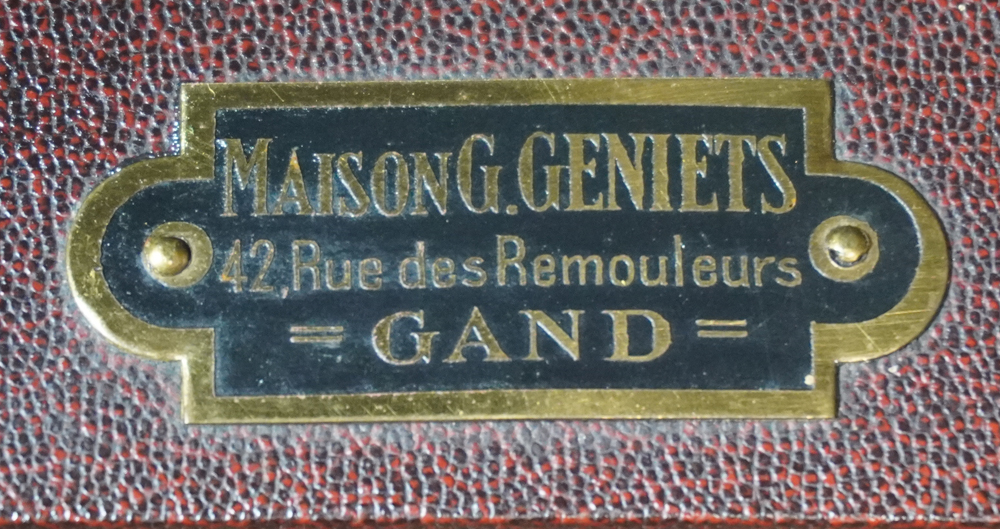 MAISON G. GENIETS
42, Rue des Remouleurs
= GAND =